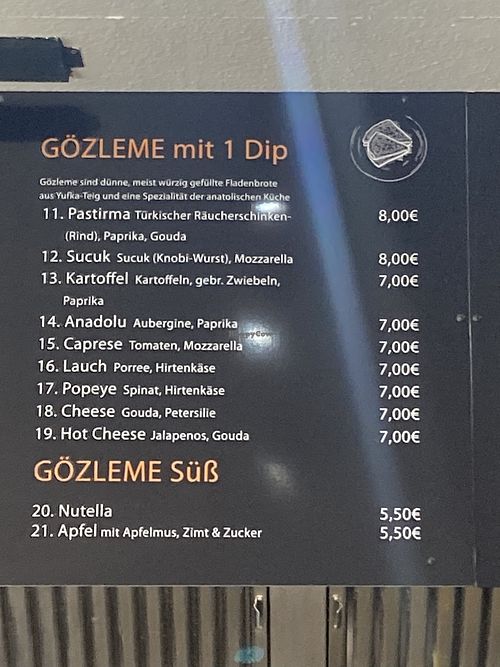 GÖZLEME mit 1 Dip
Gözleme sind dünne, meist würzig gefüllte Fladenbrote
aus Yufka-Teig und eine Spezialität der anatolischen Küche
11. Pastirma Türkischer Räucherschinken- 8,00€
(Rind), Paprika, Gouda
12. Sucuk Sucuk (Knobi-Wurst), Mozzarella 8,00€
13. Kartoffel Kartoffeln, gebr. Zwiebeln, 7,00€
Paprika
14. Anadolu Aubergine, Paprika 7,00€
HappyCow
15. Caprese Tomaten, Mozzarella 7,00€
16. Lauch Porree, Hirtenkäse 7,00€
17. Popeye Spinat, Hirtenkäse 7,00€
18. Cheese Gouda, Petersilie 7,00€
19. Hot Cheese Jalapenos, Gouda 7,00€
GÖZLEME Süß
20. Nutella 5,50€
21. Apfel mit Apfelmus, Zimt & Zucker 5,50€